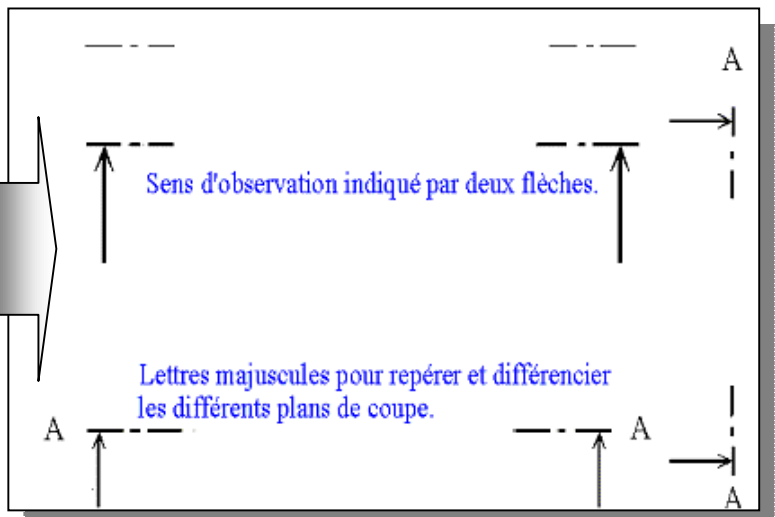 A
Sens d'observation indiqué par deux flèches.
Lettres majuscules pour repérer et différencier
les différents plans de coupe.
A
A
A